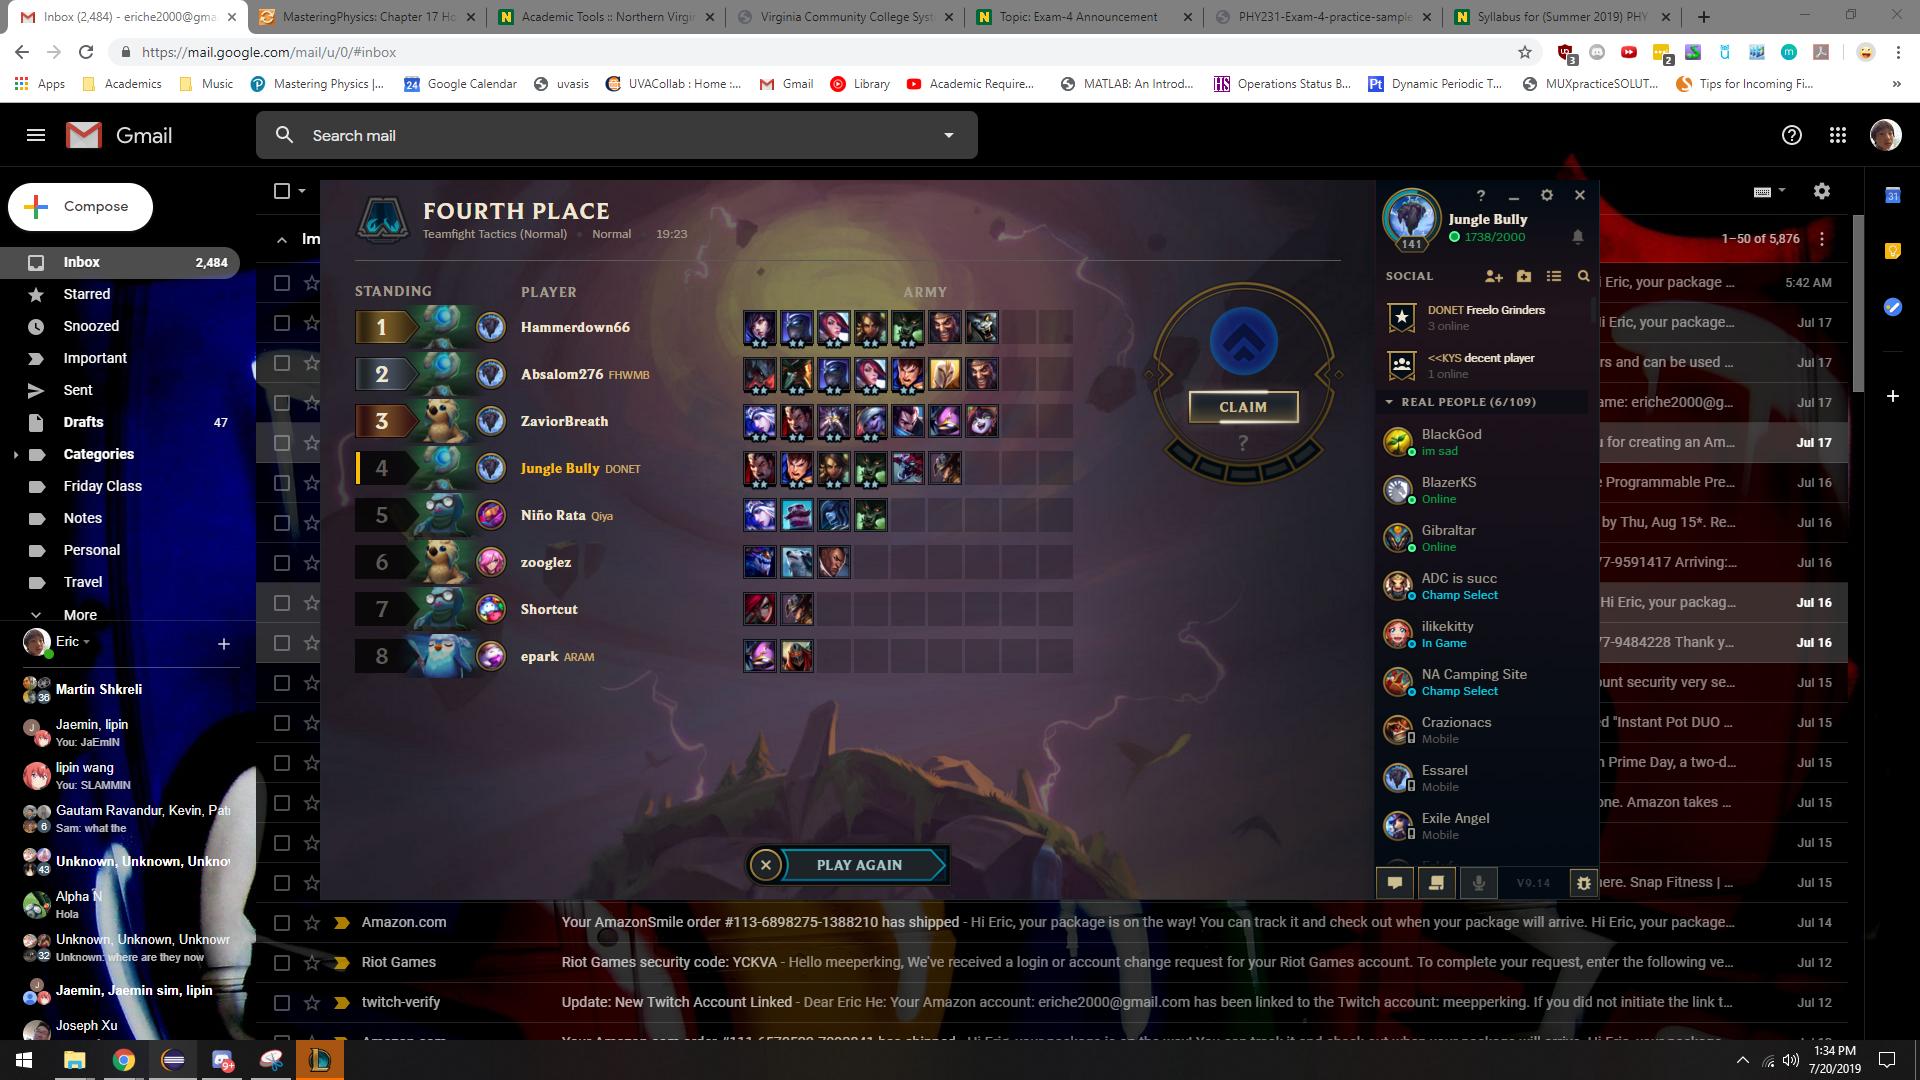 Inbox (2,484) - eriche2000@gma
MasteringPhysics: Chapter 17 Ho
Academic Tools :: Northern Virgin
Virginia Community College Syst
Topic: Exam-4 Announcement
PHY231-Exam-4-practice-sample
Syllabus for (Summer 2019) PHY
https://mail.google.com/mail/u/0/#inbox
3
2
Apps
Academics
Music
Mastering Physics |...
24
Google Calendar
uvasis
UVACollab : Home :...
Gmail
Library
Academic Require...
MATLAB: An Introd...
Operations Status B...
Dynamic Periodic T...
MUXpracticeSOLUT...
Tips for Incoming Fi...
»
Gmail
Search mail
Compose
Inbox 2,484
Starred
Snoozed
Important
Sent
Drafts 47
Categories
Friday Class
Notes
Personal
Travel
More
Eric
Martin Shkreli
36
Jaemin, lipin
You: JaEmIN
lipin wang
You: SLAMMIN
Gautam Ravandur, Kevin, Pat
6
Sam: what the
Unknown, Unknown, Unkno
43
Alpha N
Hola
Unknown, Unknown, Unknown
32
Unknown: where are they now
Jaemin, Jaemin sim, lipin
Joseph Xu
Im
FOURTH PLACE
Teamfight Tactics (Normal) • Normal • 19:23
STANDING PLAYER ARMY
1 Hammerdown66
2 Absalom276 FHWMB
3 ZaviorBreath
4 Jungle Bully DONET
5 Niño Rata Qiya
6 zooglez
7 Shortcut
8 epark ARAM
CLAIM
?
PLAY AGAIN
?
Jungle Bully
1738/2000
141
SOCIAL
DONET Freelo Grinders
3 online
<<KYS decent player
1 online
REAL PEOPLE (6/109)
BlackGod
im sad
BlazerKS
Online
Gibraltar
Online
ADC is succ
Champ Select
ilikekitty
In Game
NA Camping Site
Champ Select
Crazionacs
Mobile
Essarel
Mobile
Exile Angel
Mobile
V9.14
1–50 of 5,876
31
i Eric, your package ... 5:42 AM
li Eric, your package... Jul 17
rs and can be used ... Jul 17
ame: eriche2000@g... Jul 17
u for creating an Am... Jul 17
e Programmable Pre... Jul 16
by Thu, Aug 15*. Re... Jul 16
77-9591417 Arriving:... Jul 16
Hi Eric, your packag... Jul 16
77-9484228 Thank y... Jul 16
unt security very se... Jul 15
d "Instant Pot DUO ... Jul 15
n Prime Day, a two-d... Jul 15
one. Amazon takes ... Jul 15
Jul 15
here. Snap Fitness | ... Jul 15
Amazon.com Your AmazonSmile order #113-6898275-1388210 has shipped - Hi Eric, your package is on the way! You can track it and check out when your package will arrive. Hi Eric, your package... Jul 14
Riot Games Riot Games security code: YCKVA - Hello meeperking, We've received a login or account change request for your Riot Games account. To complete your request, enter the following ve... Jul 12
twitch-verify Update: New Twitch Account Linked - Dear Eric He: Your Amazon account: eriche2000@gmail.com has been linked to the Twitch account: meepperking. If you did not initiate the link t... Jul 12
9+
1:34 PM
7/20/2019